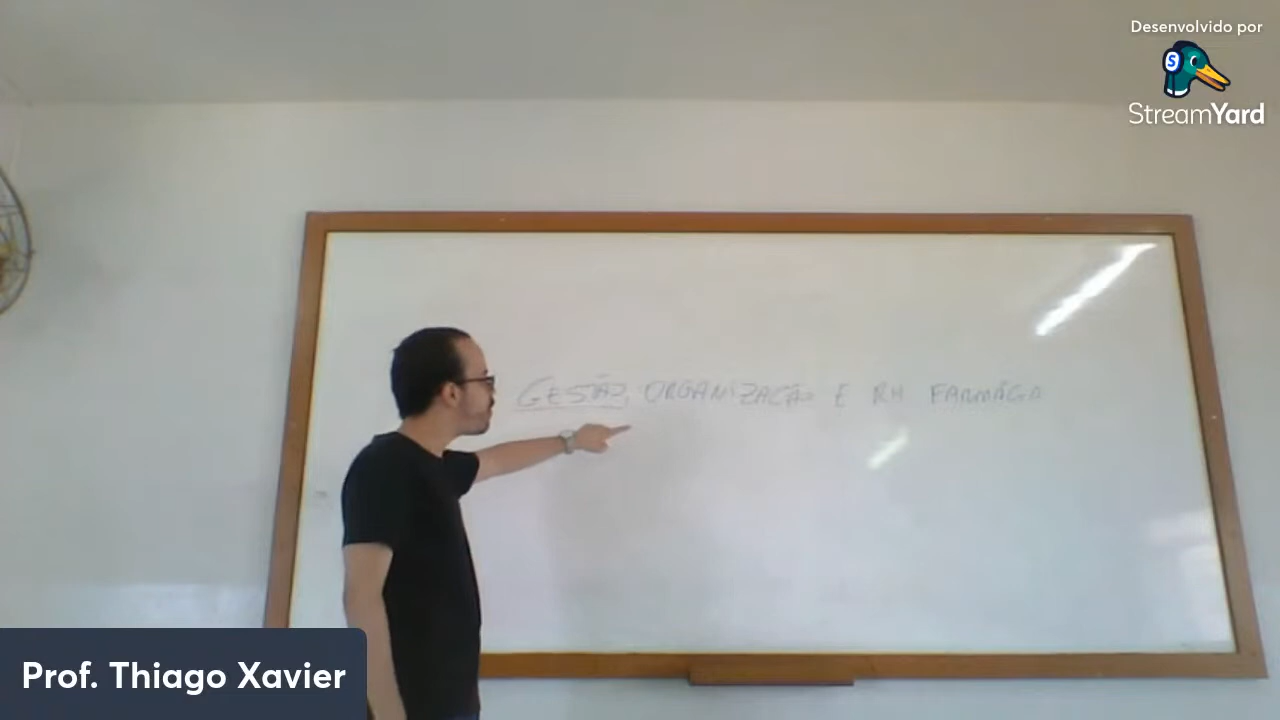 Desenvolvido por
StreamYard
GESTÃO, ORGANIZAÇÃO E RH FARMÁCIA
Prof. Thiago Xavier